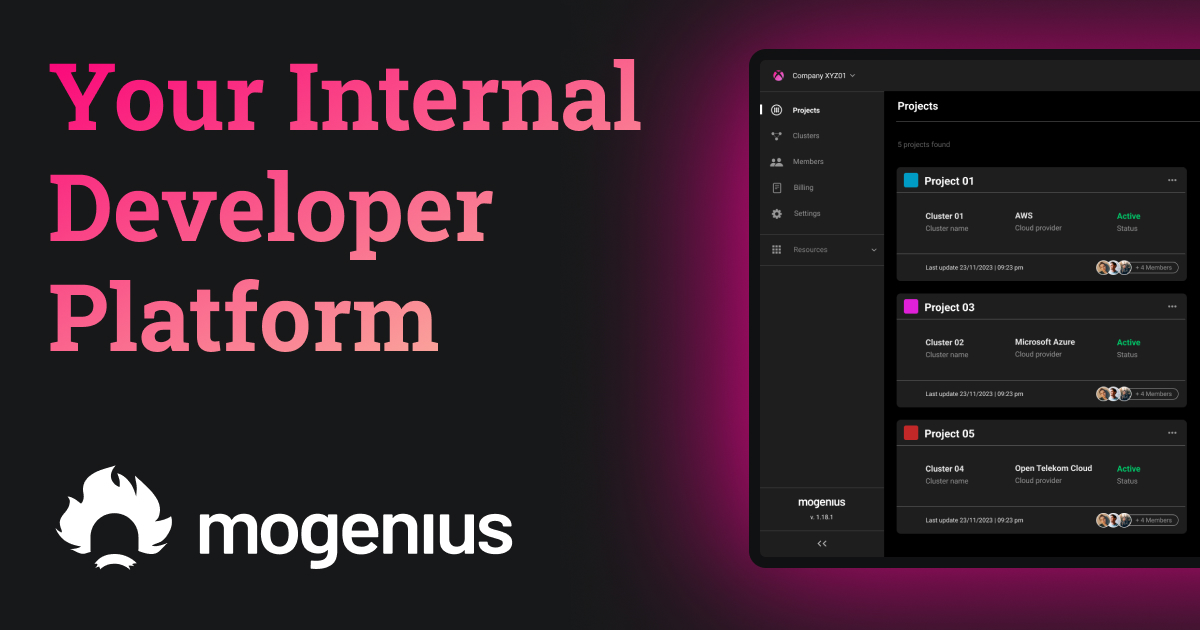 Your Internal
Developer
Platform
mogenius
Company XYZ01
Projects
Clusters
Members
Billing
Settings
Resources
mogenius
v. 1.18.1
Projects
5 projects found
Project 01
Cluster 01 AWS Active
Cluster name Cloud provider Status
Last update 23/11/2023 | 09:23 pm + 4 Members
Project 03
Cluster 02 Microsoft Azure Active
Cluster name Cloud provider Status
Last update 23/11/2023 | 09:23 pm + 4 Members
Project 05
Cluster 04 Open Telekom Cloud Active
Cluster name Cloud provider Status
Last update 23/11/2023 | 09:23 pm + 4 Members